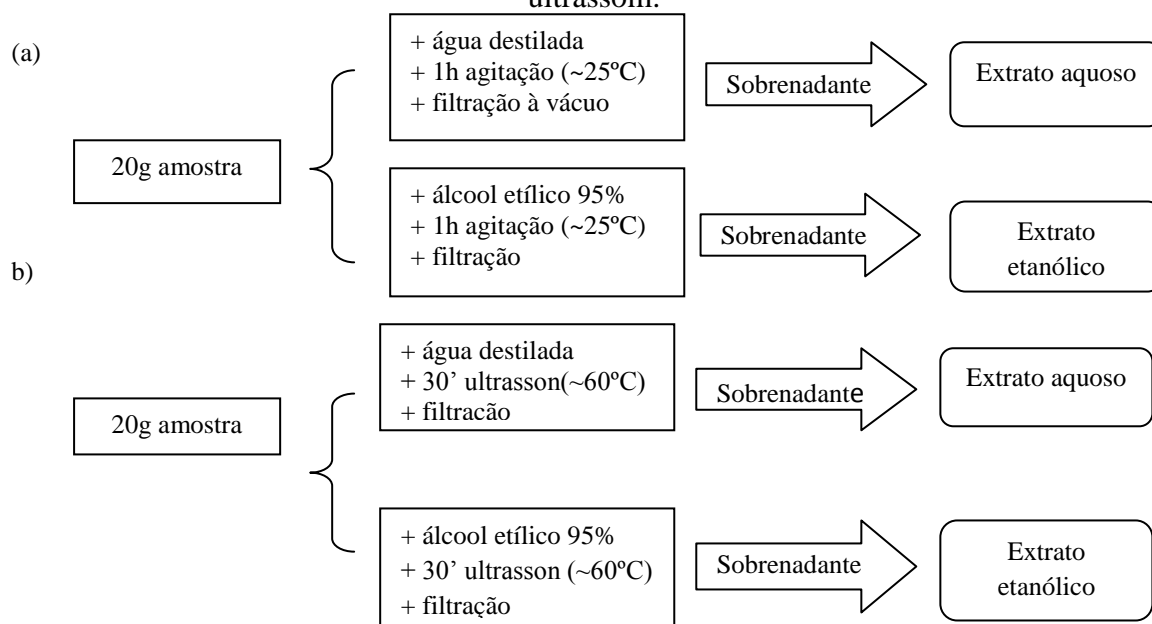 ultrassom.
(a)
20g amostra
+ água destilada
+ 1h agitação (~25ºC)
+ filtração à vácuo
Sobrenadante
Extrato aquoso
+ álcool etílico 95%
+ 1h agitação (~25ºC)
+ filtração
Sobrenadante
Extrato
etanólico
b)
20g amostra
+ água destilada
+ 30’ ultrasson(~60ºC)
+ filtracão
Sobrenadante
Extrato aquoso
+ álcool etílico 95%
+ 30’ ultrasson (~60ºC)
+ filtração
Sobrenadante
Extrato
etanólico